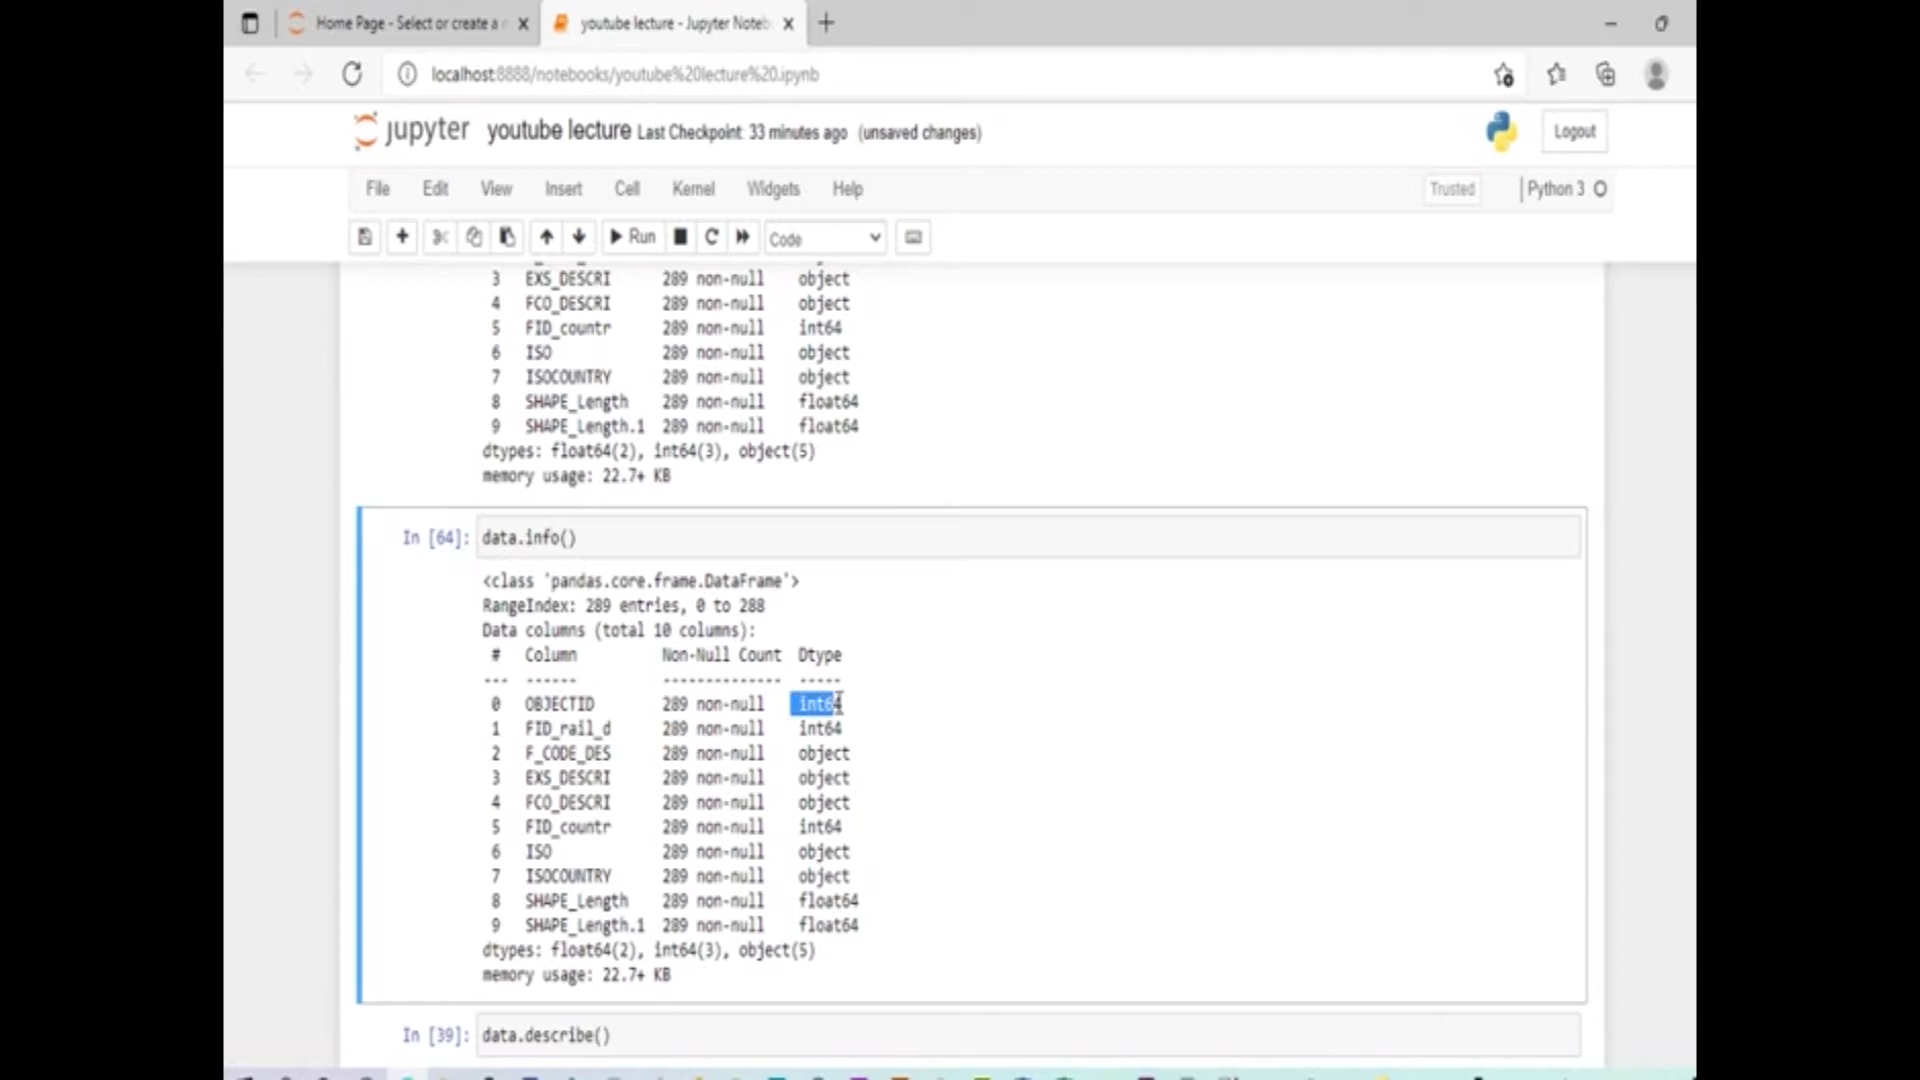 Home Page - Select or create a n
youtube lecture - Jupyter Noteb
localhost:8888/notebooks/youtube%20lecture%20.ipynb
jupyter youtube lecture Last Checkpoint: 33 minutes ago (unsaved changes)
Logout
File Edit View Insert Cell Kernel Widgets Help
Trusted Python 3
Run Code
3 EXS_DESCRI 289 non-null object
4 FCO_DESCRI 289 non-null object
5 FID_countr 289 non-null int64
6 ISO 289 non-null object
7 ISOCOUNTRY 289 non-null object
8 SHAPE_Length 289 non-null float64
9 SHAPE_Length.1 289 non-null float64
dtypes: float64(2), int64(3), object(5)
memory usage: 22.7+ KB
In [64]: data.info()
<class 'pandas.core.frame.DataFrame'>
RangeIndex: 289 entries, 0 to 288
Data columns (total 10 columns):
# Column Non-Null Count Dtype
--- ------ -------------- -----
0 OBJECTID 289 non-null int64
1 FID_rail_d 289 non-null int64
2 F_CODE_DES 289 non-null object
3 EXS_DESCRI 289 non-null object
4 FCO_DESCRI 289 non-null object
5 FID_countr 289 non-null int64
6 ISO 289 non-null object
7 ISOCOUNTRY 289 non-null object
8 SHAPE_Length 289 non-null float64
9 SHAPE_Length.1 289 non-null float64
dtypes: float64(2), int64(3), object(5)
memory usage: 22.7+ KB
In [39]: data.describe()